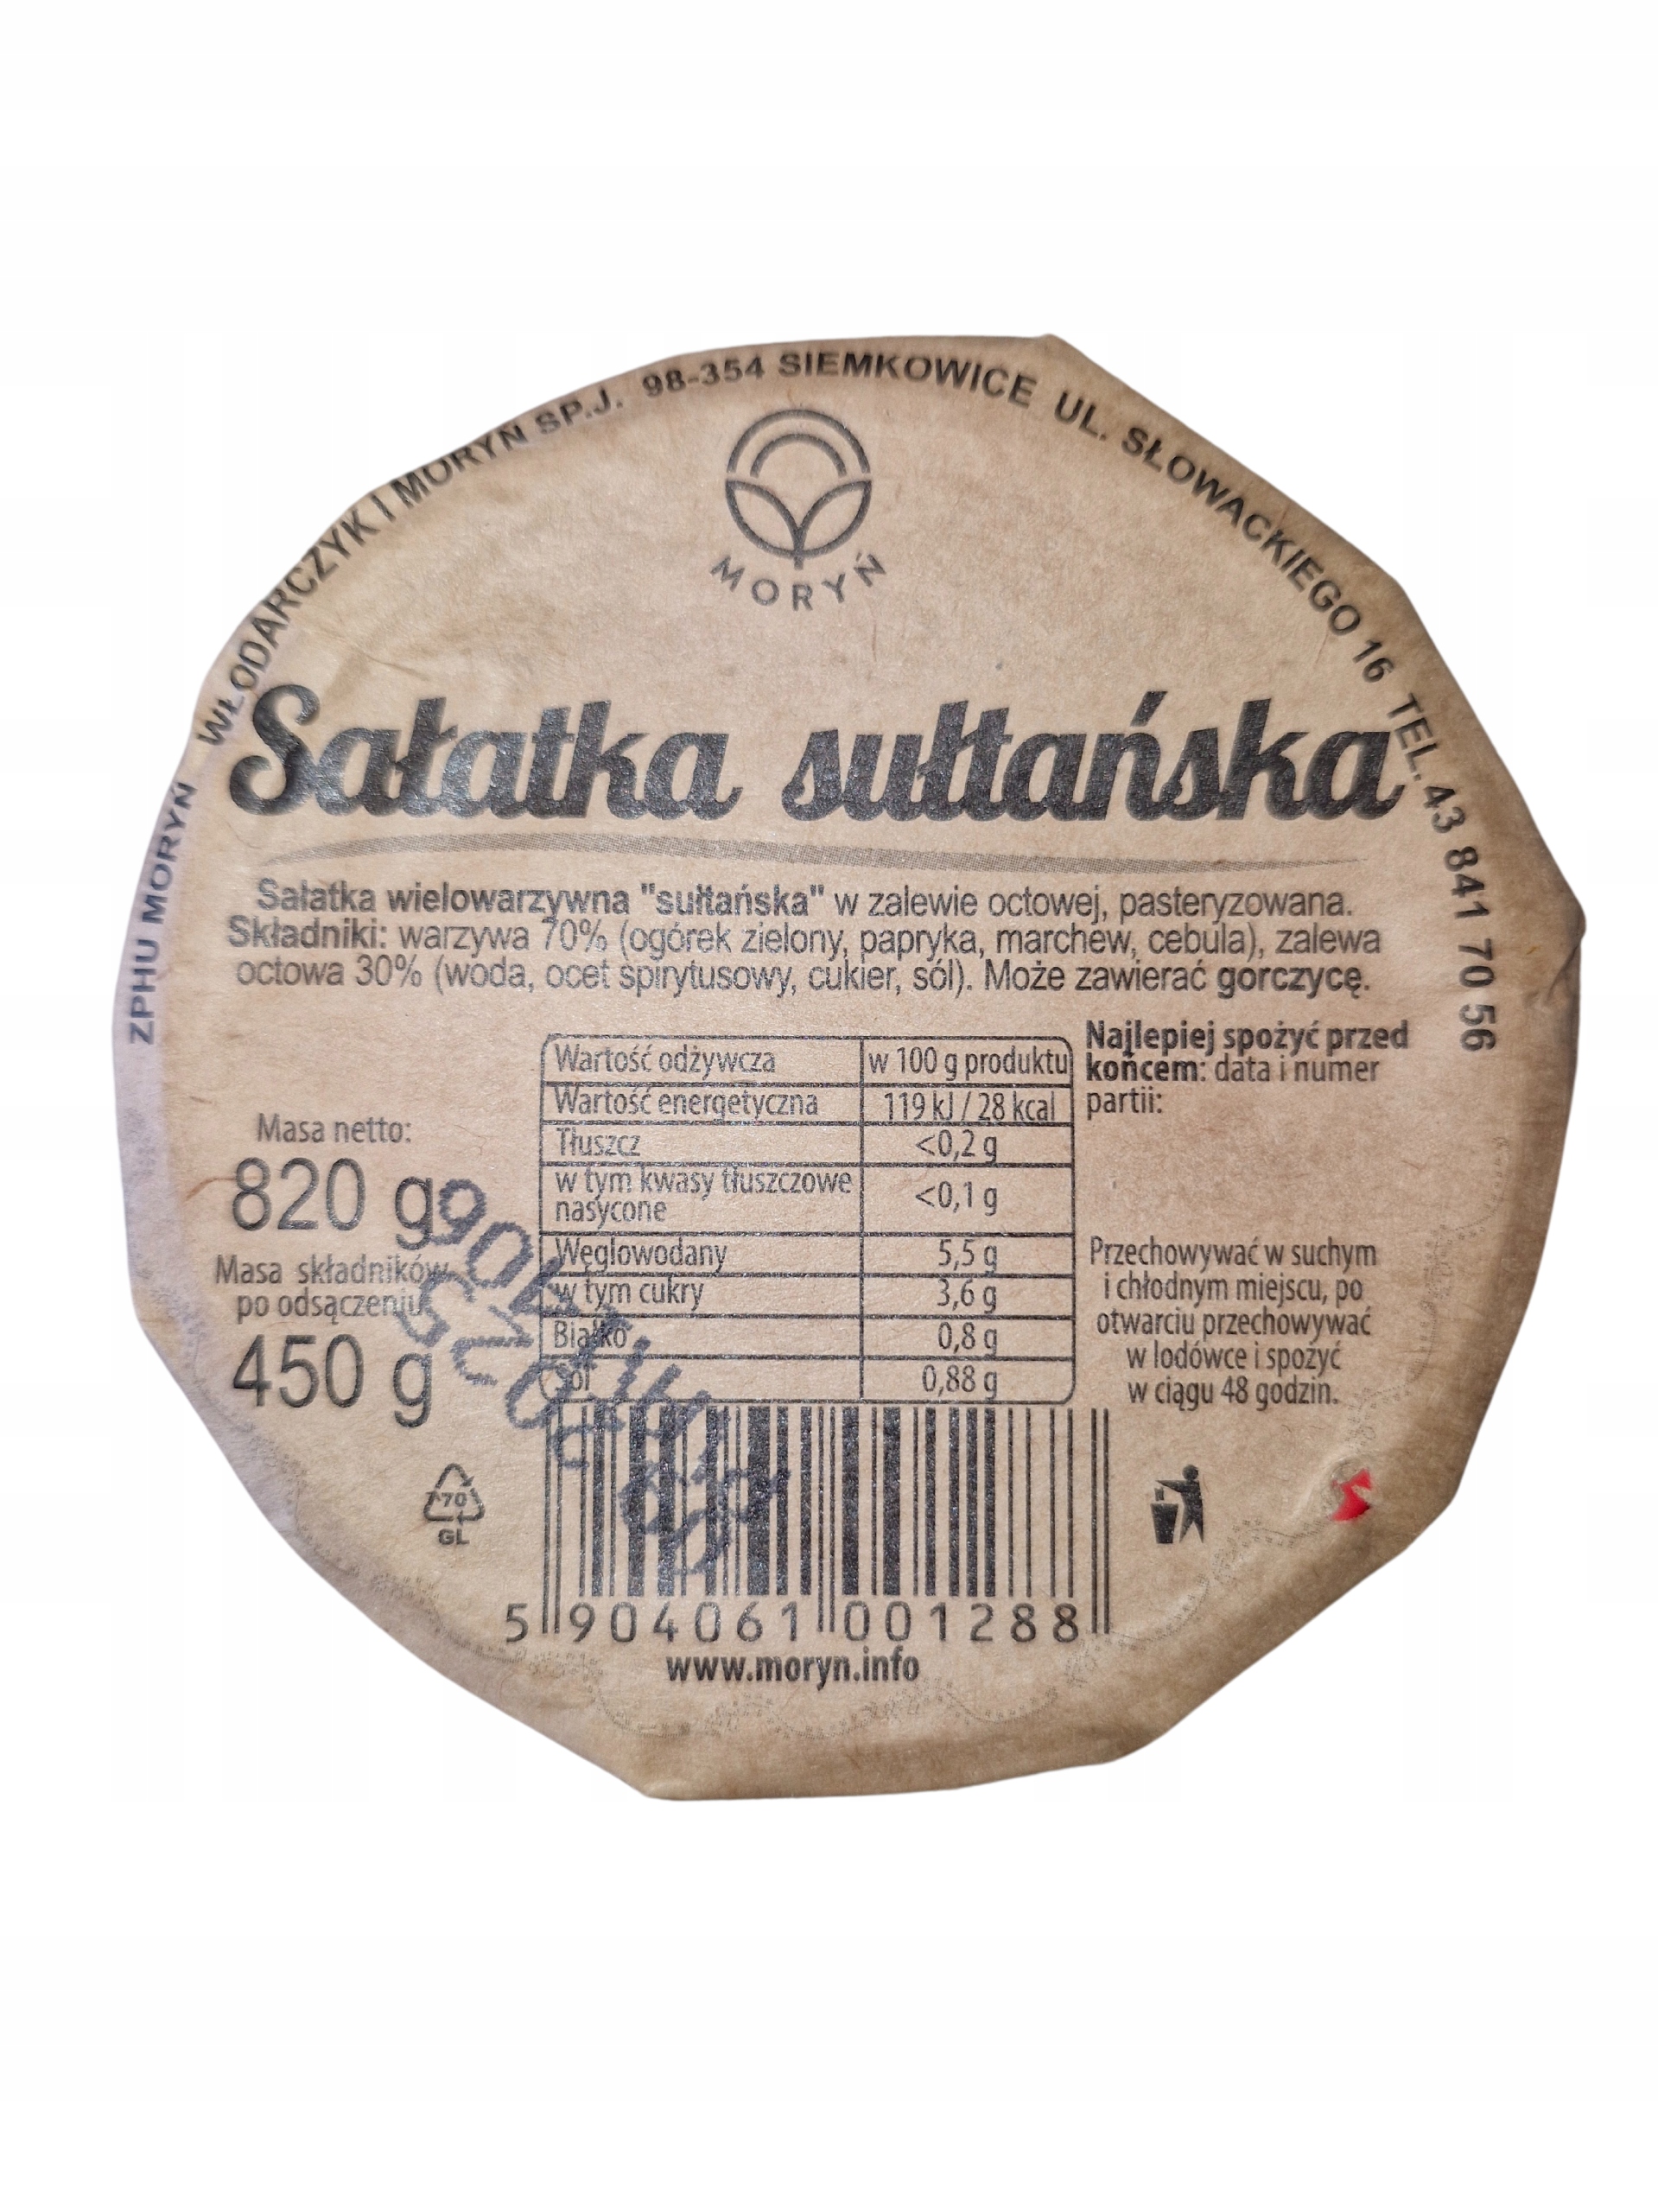 ZPHU MORYŃ WŁODARCZYK I MORYŃ SP.J. 98-354 SIEMKOWICE UL. SŁOWACKIEGO 16 TEL. 43 841 70 56
MORYŃ
Sałatka sułtańska
Sałatka wielowarzywna "sułtańska" w zalewie octowej, pasteryzowana.
Składniki: warzywa 70% (ogórek zielony, papryka, marchew, cebula), zalewa
octowa 30% (woda, ocet spirytusowy, cukier, sól). Może zawierać gorczycę.
Masa netto:
820 g
Masa składników
po odsączeniu
450 g
Wartość odżywcza w 100 g produktu
Wartość energetyczna 119 kJ / 28 kcal
Tłuszcz <0,2 g
w tym kwasy tłuszczowe
nasycone <0,1 g
Węglowodany 5,5 g
w tym cukry 3,6 g
Białko 0,8 g
Sól 0,88 g
Najlepiej spożyć przed
końcem: data i numer
partii:
Przechowywać w suchym
i chłodnym miejscu, po
otwarciu przechowywać
w lodówce i spożyć
w ciągu 48 godzin.
70
GL
5 904061 001288
www.moryn.info